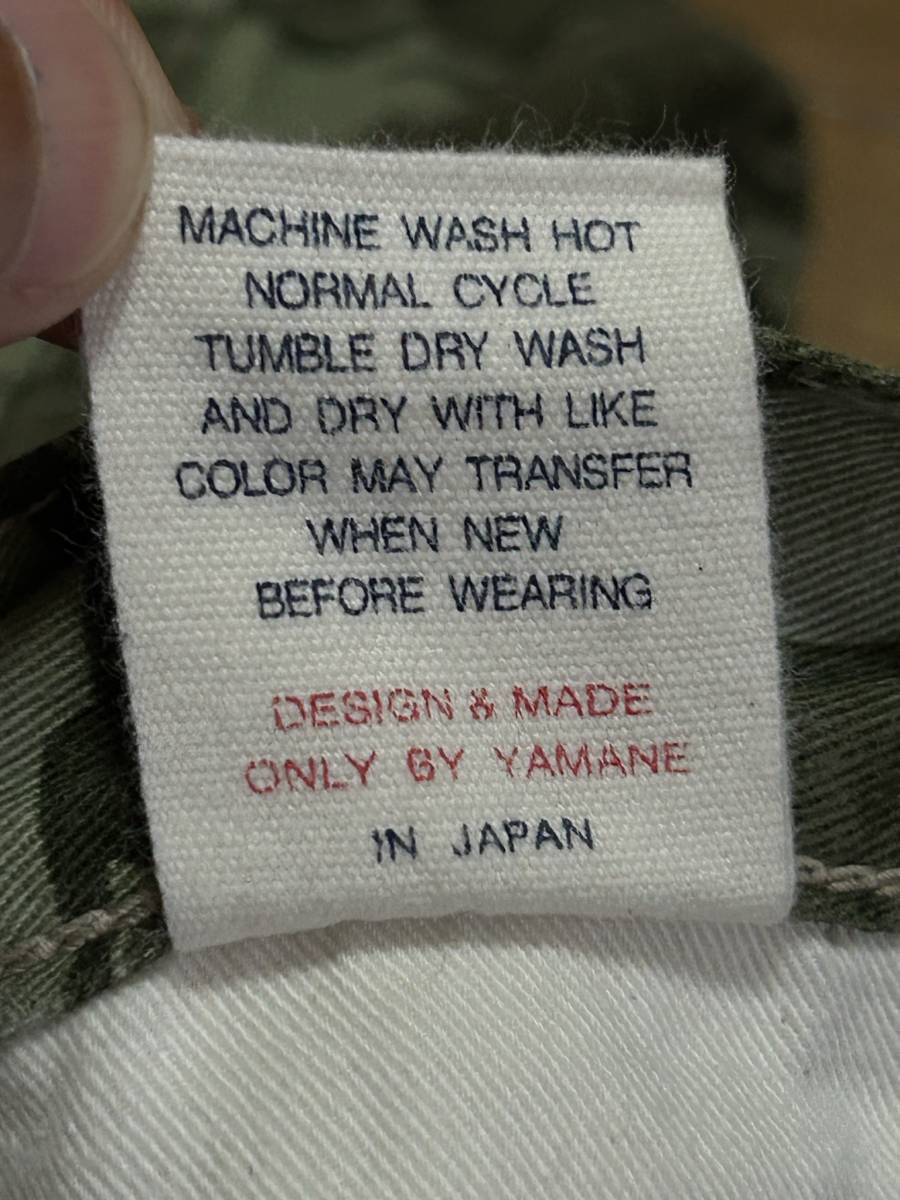 MACHINE WASH HOT
NORMAL CYCLE
TUMBLE DRY WASH
AND DRY WITH LIKE
COLOR MAY TRANSFER
WHEN NEW
BEFORE WEARING
DESIGN & MADE
ONLY BY YAMANE
IN JAPAN